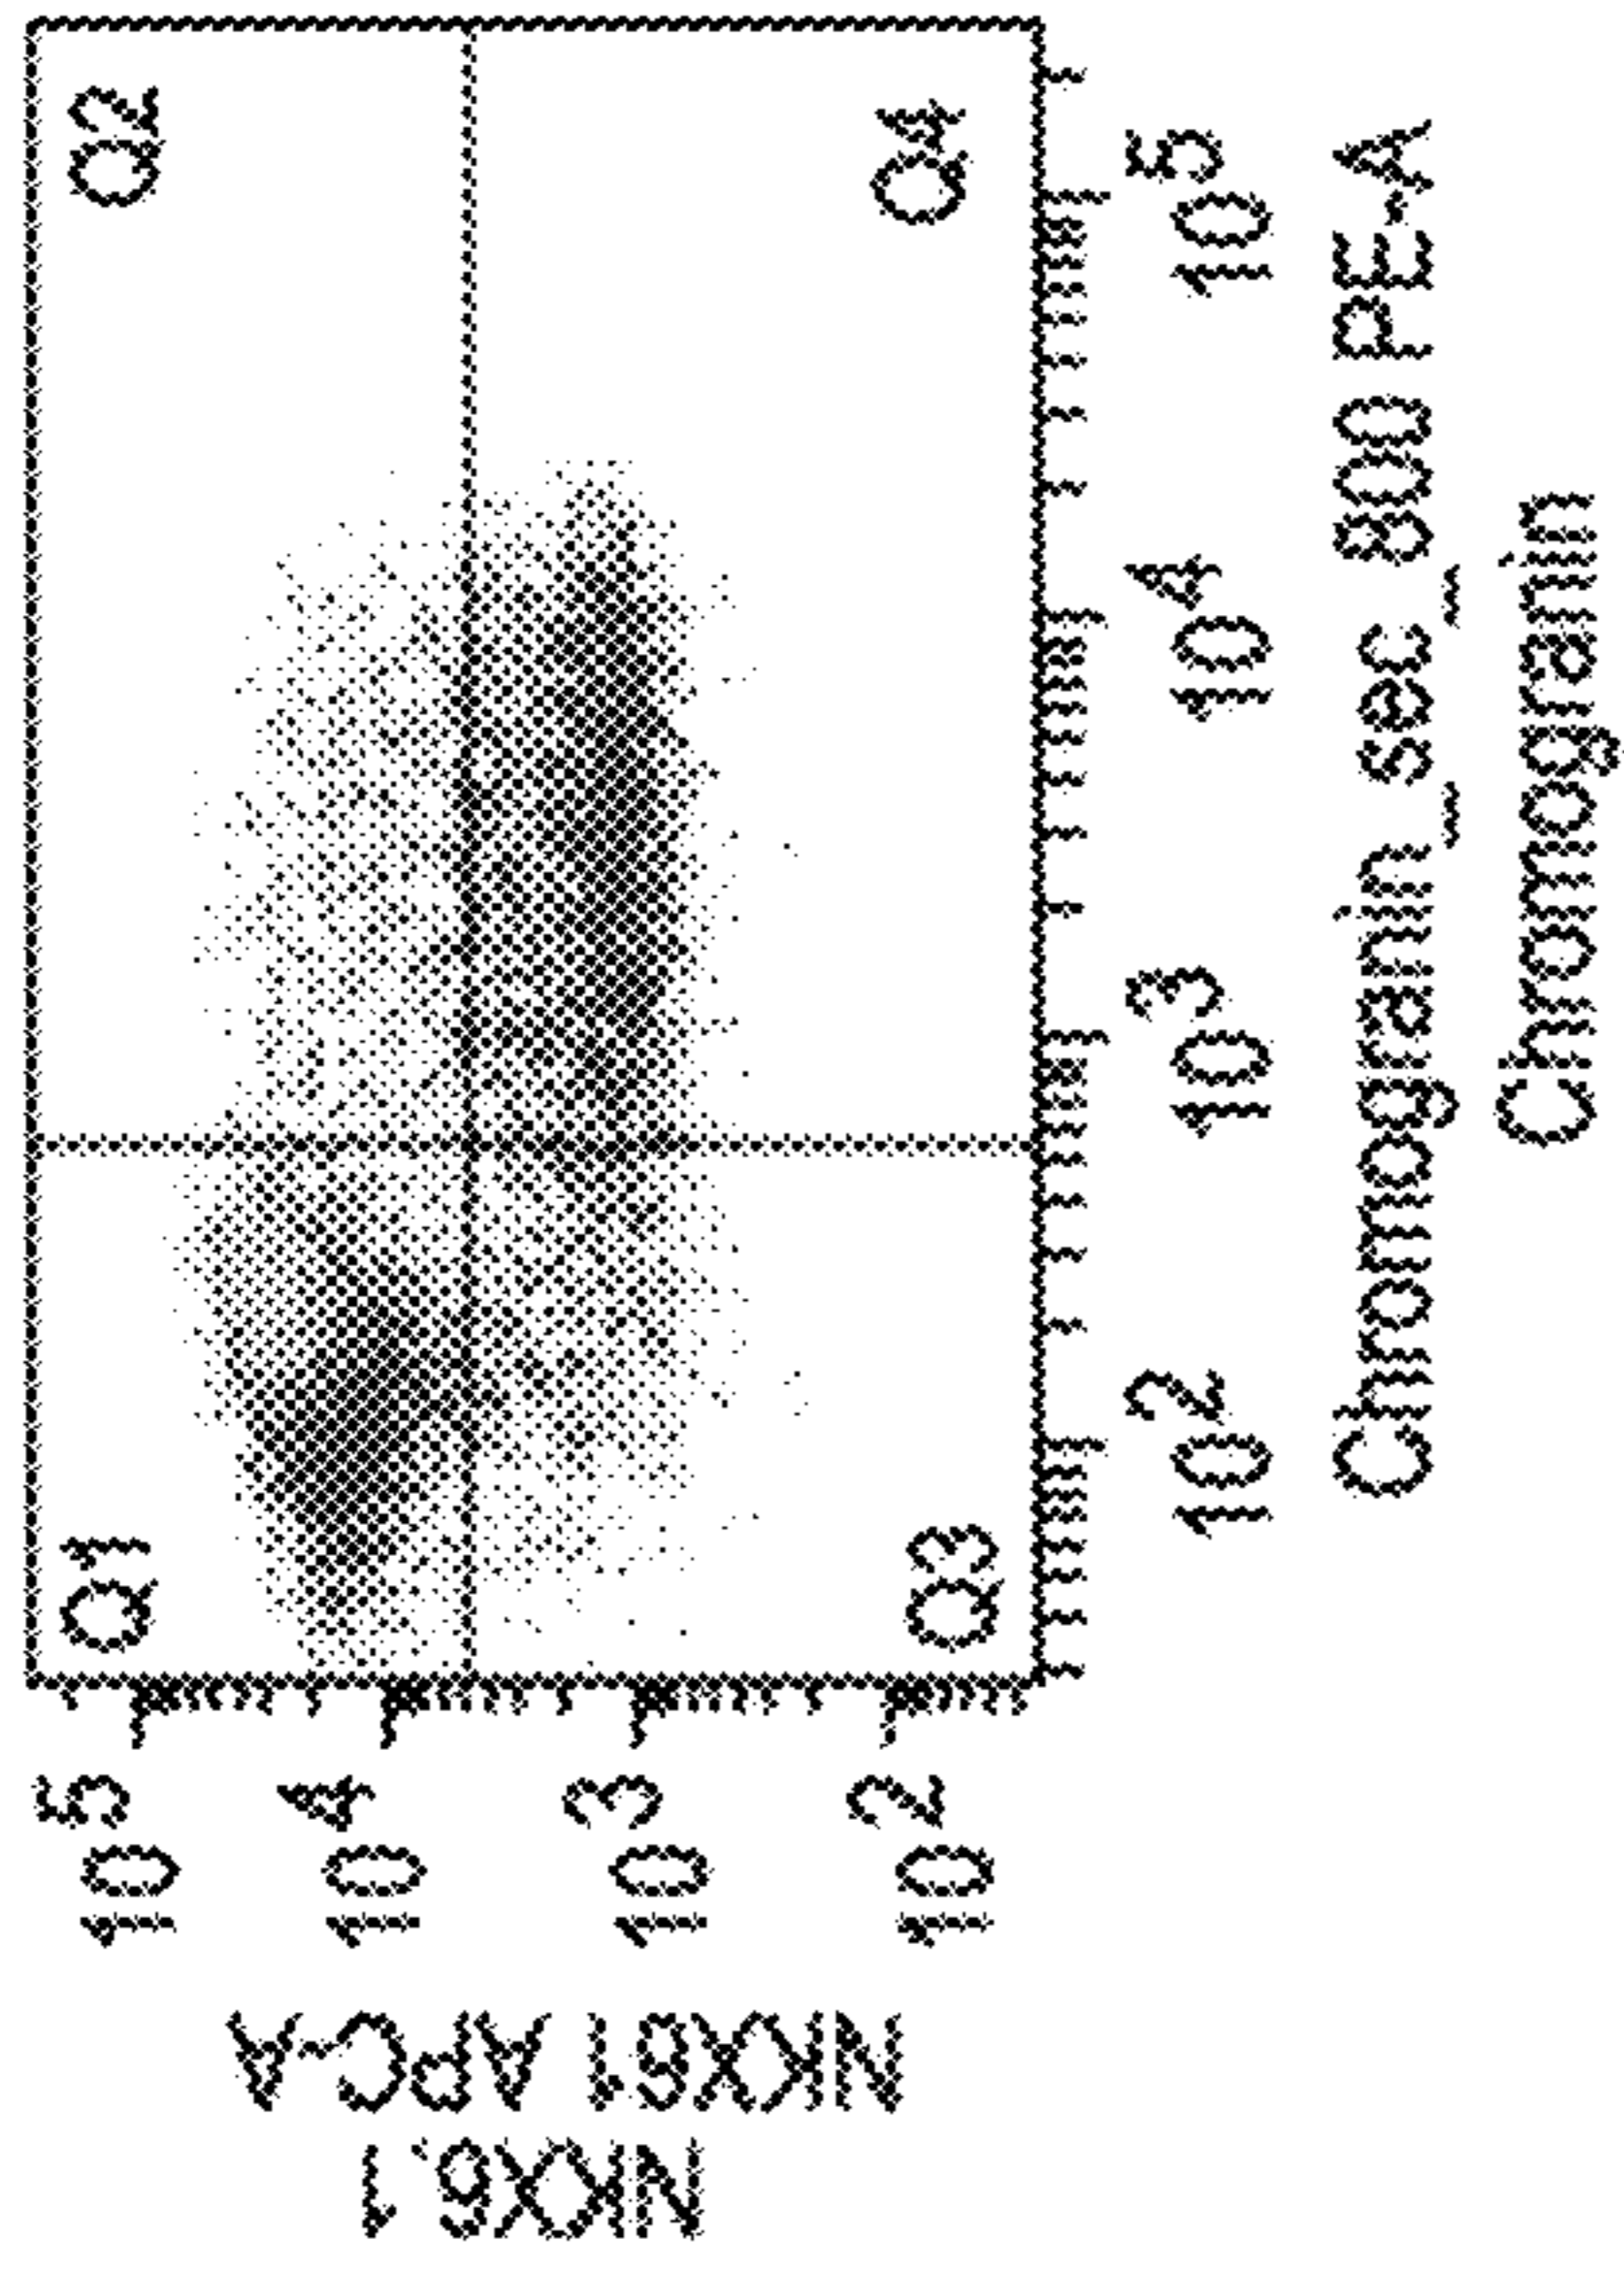 NKX6.1
NKX61 APC-A
Q1
Q2
Q3
Q4
10^5
10^4
10^3
10^2
10^2 10^3 10^4 10^5
Chromogranin_sec_800 PE-A
Chromogranin